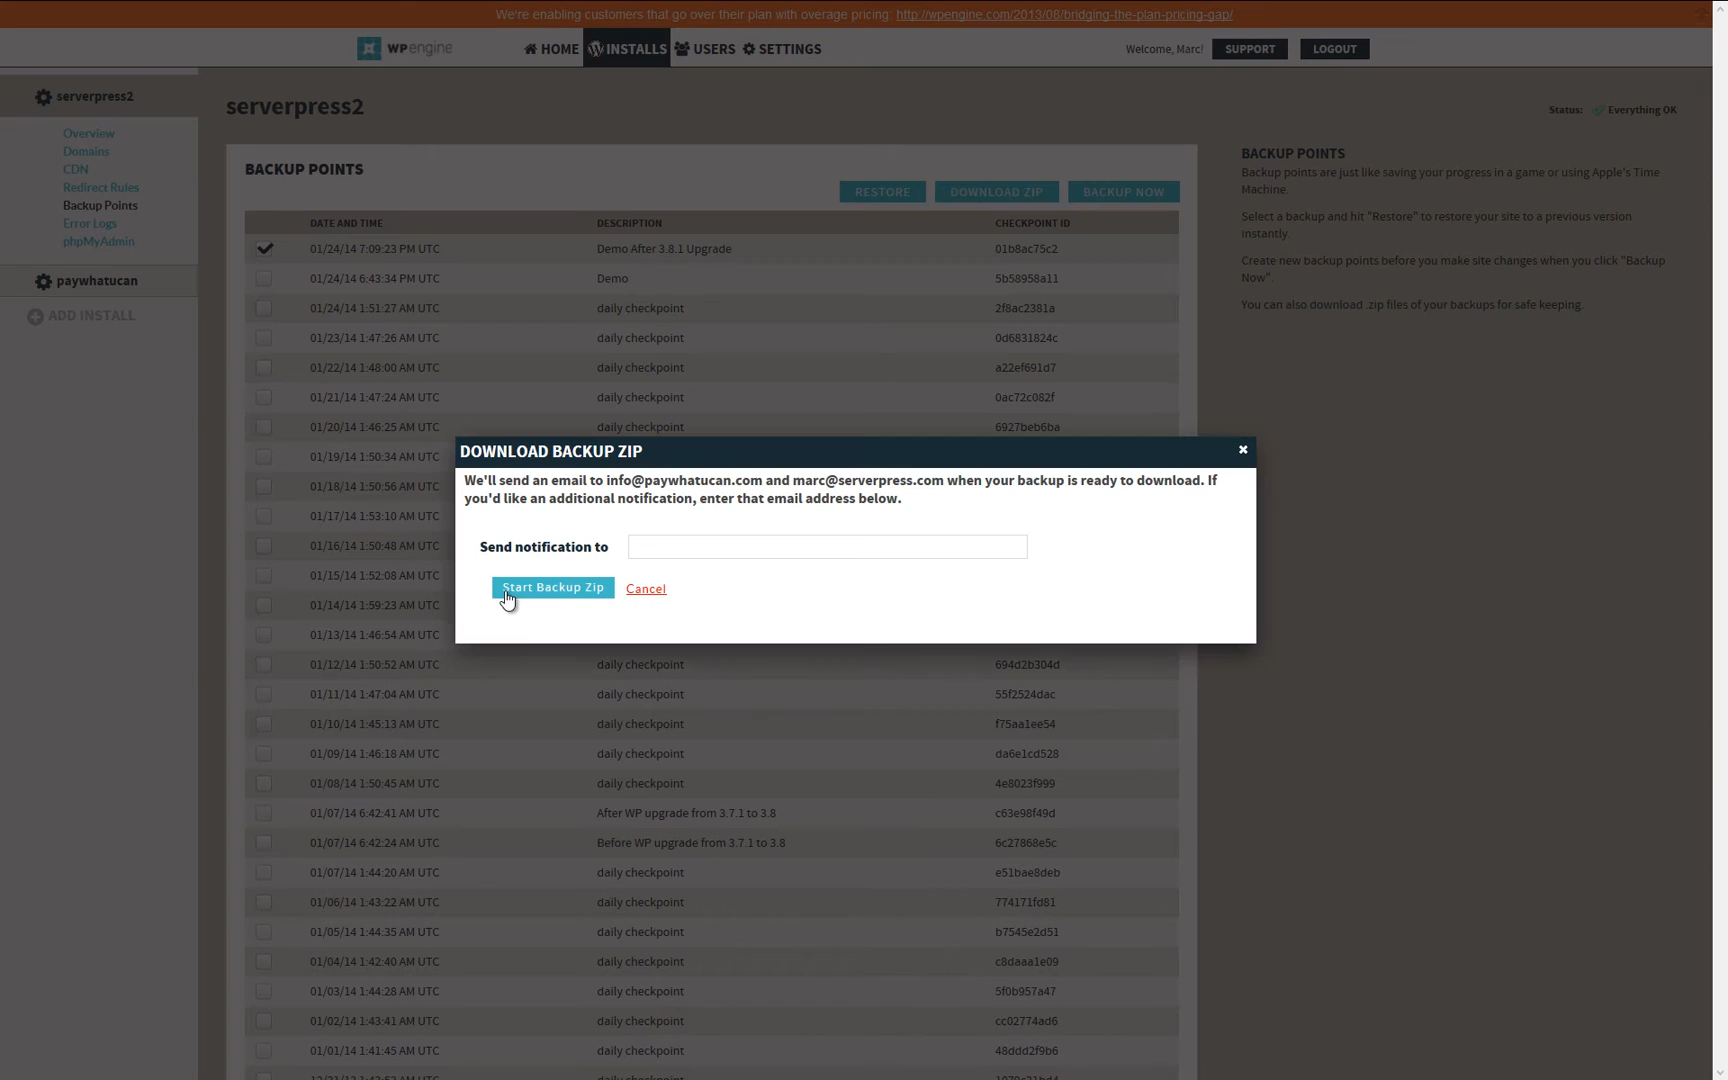 We're enabling customers that go over their plan with overage pricing: http://wpengine.com/2013/08/bridging-the-plan-pricing-gap/
WPengine HOME INSTALLS USERS SETTINGS Welcome, Marc! SUPPORT LOGOUT
serverpress2
Overview
Domains
CDN
Redirect Rules
Backup Points
Error Logs
phpMyAdmin
paywhatucan
ADD INSTALL
serverpress2
Status: Everything OK
BACKUP POINTS
RESTORE DOWNLOAD ZIP BACKUP NOW
DATE AND TIME DESCRIPTION CHECKPOINT ID
01/24/14 7:09:23 PM UTC Demo After 3.8.1 Upgrade 01b8ac75c2
01/24/14 6:43:34 PM UTC Demo 5b58958a11
01/24/14 1:51:27 AM UTC daily checkpoint 2f8ac2381a
01/23/14 1:47:26 AM UTC daily checkpoint 0d6831824c
01/22/14 1:48:00 AM UTC daily checkpoint a22ef691d7
01/21/14 1:47:24 AM UTC daily checkpoint 0ac72c082f
01/20/14 1:46:25 AM UTC daily checkpoint 6927beb6ba
01/19/14 1:50:34 AM UTC
01/18/14 1:50:56 AM UTC
01/17/14 1:53:10 AM UTC
01/16/14 1:50:48 AM UTC
01/15/14 1:52:08 AM UTC
01/14/14 1:59:23 AM UTC
01/13/14 1:46:54 AM UTC
01/12/14 1:50:52 AM UTC daily checkpoint 694d2b304d
01/11/14 1:47:04 AM UTC daily checkpoint 55f2524dac
01/10/14 1:45:13 AM UTC daily checkpoint f75aa1ee54
01/09/14 1:46:18 AM UTC daily checkpoint da6e1cd528
01/08/14 1:50:45 AM UTC daily checkpoint 4e8023f999
01/07/14 6:42:41 AM UTC After WP upgrade from 3.7.1 to 3.8 c63e98f49d
01/07/14 6:42:24 AM UTC Before WP upgrade from 3.7.1 to 3.8 6c27868e5c
01/07/14 1:44:20 AM UTC daily checkpoint e51bae8deb
01/06/14 1:43:22 AM UTC daily checkpoint 774171fd81
01/05/14 1:44:35 AM UTC daily checkpoint b7545e2d51
01/04/14 1:42:40 AM UTC daily checkpoint c8daaa1e09
01/03/14 1:44:28 AM UTC daily checkpoint 5f0b957a47
01/02/14 1:43:41 AM UTC daily checkpoint cc02774ad6
01/01/14 1:41:45 AM UTC daily checkpoint 48ddd2f9b6
DOWNLOAD BACKUP ZIP
We'll send an email to info@paywhatucan.com and marc@serverpress.com when your backup is ready to download. If
you'd like an additional notification, enter that email address below.
Send notification to
Start Backup Zip Cancel
BACKUP POINTS
Backup points are just like saving your progress in a game or using Apple's Time
Machine.
Select a backup and hit "Restore" to restore your site to a previous version
instantly.
Create new backup points before you make site changes when you click "Backup
Now".
You can also download .zip files of your backups for safe keeping.